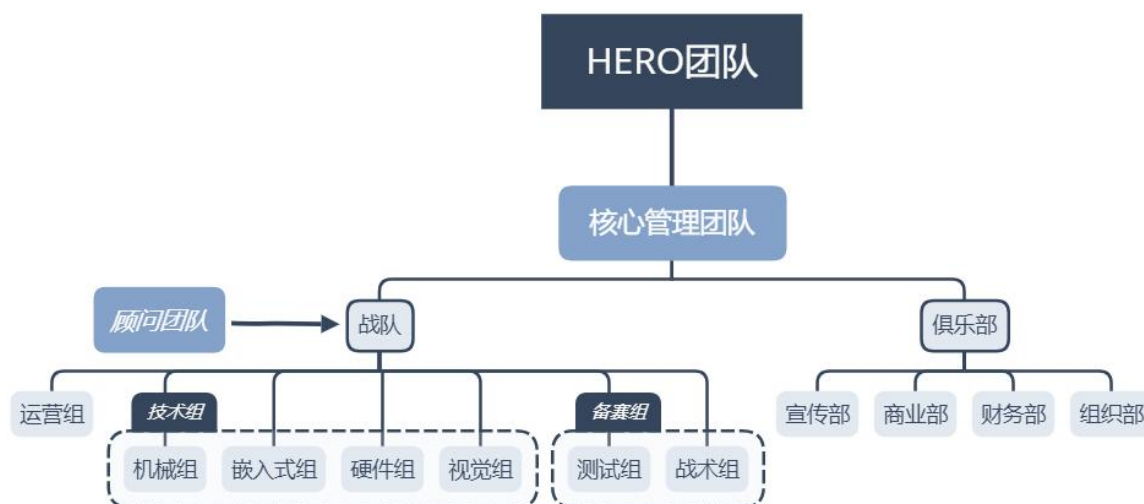 HERO团队
核心管理团队
顾问团队
战队
俱乐部
运营组
技术组
备赛组
宣传部
商业部
财务部
组织部
机械组
嵌入式组
硬件组
视觉组
测试组
战术组